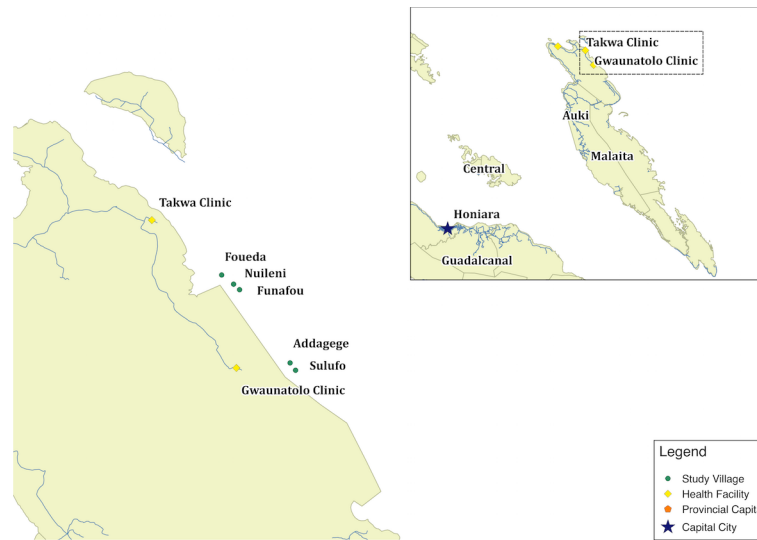 Takwa Clinic
Foueda
Nuileni
Funafou
Addagege
Sulufo
Gwaunatolo Clinic
Takwa Clinic
Gwaunatolo Clinic
Auki
Malaita
Central
Honiara
Guadalcanal
Legend
Study Village
Health Facility
Provincial Capit
Capital City